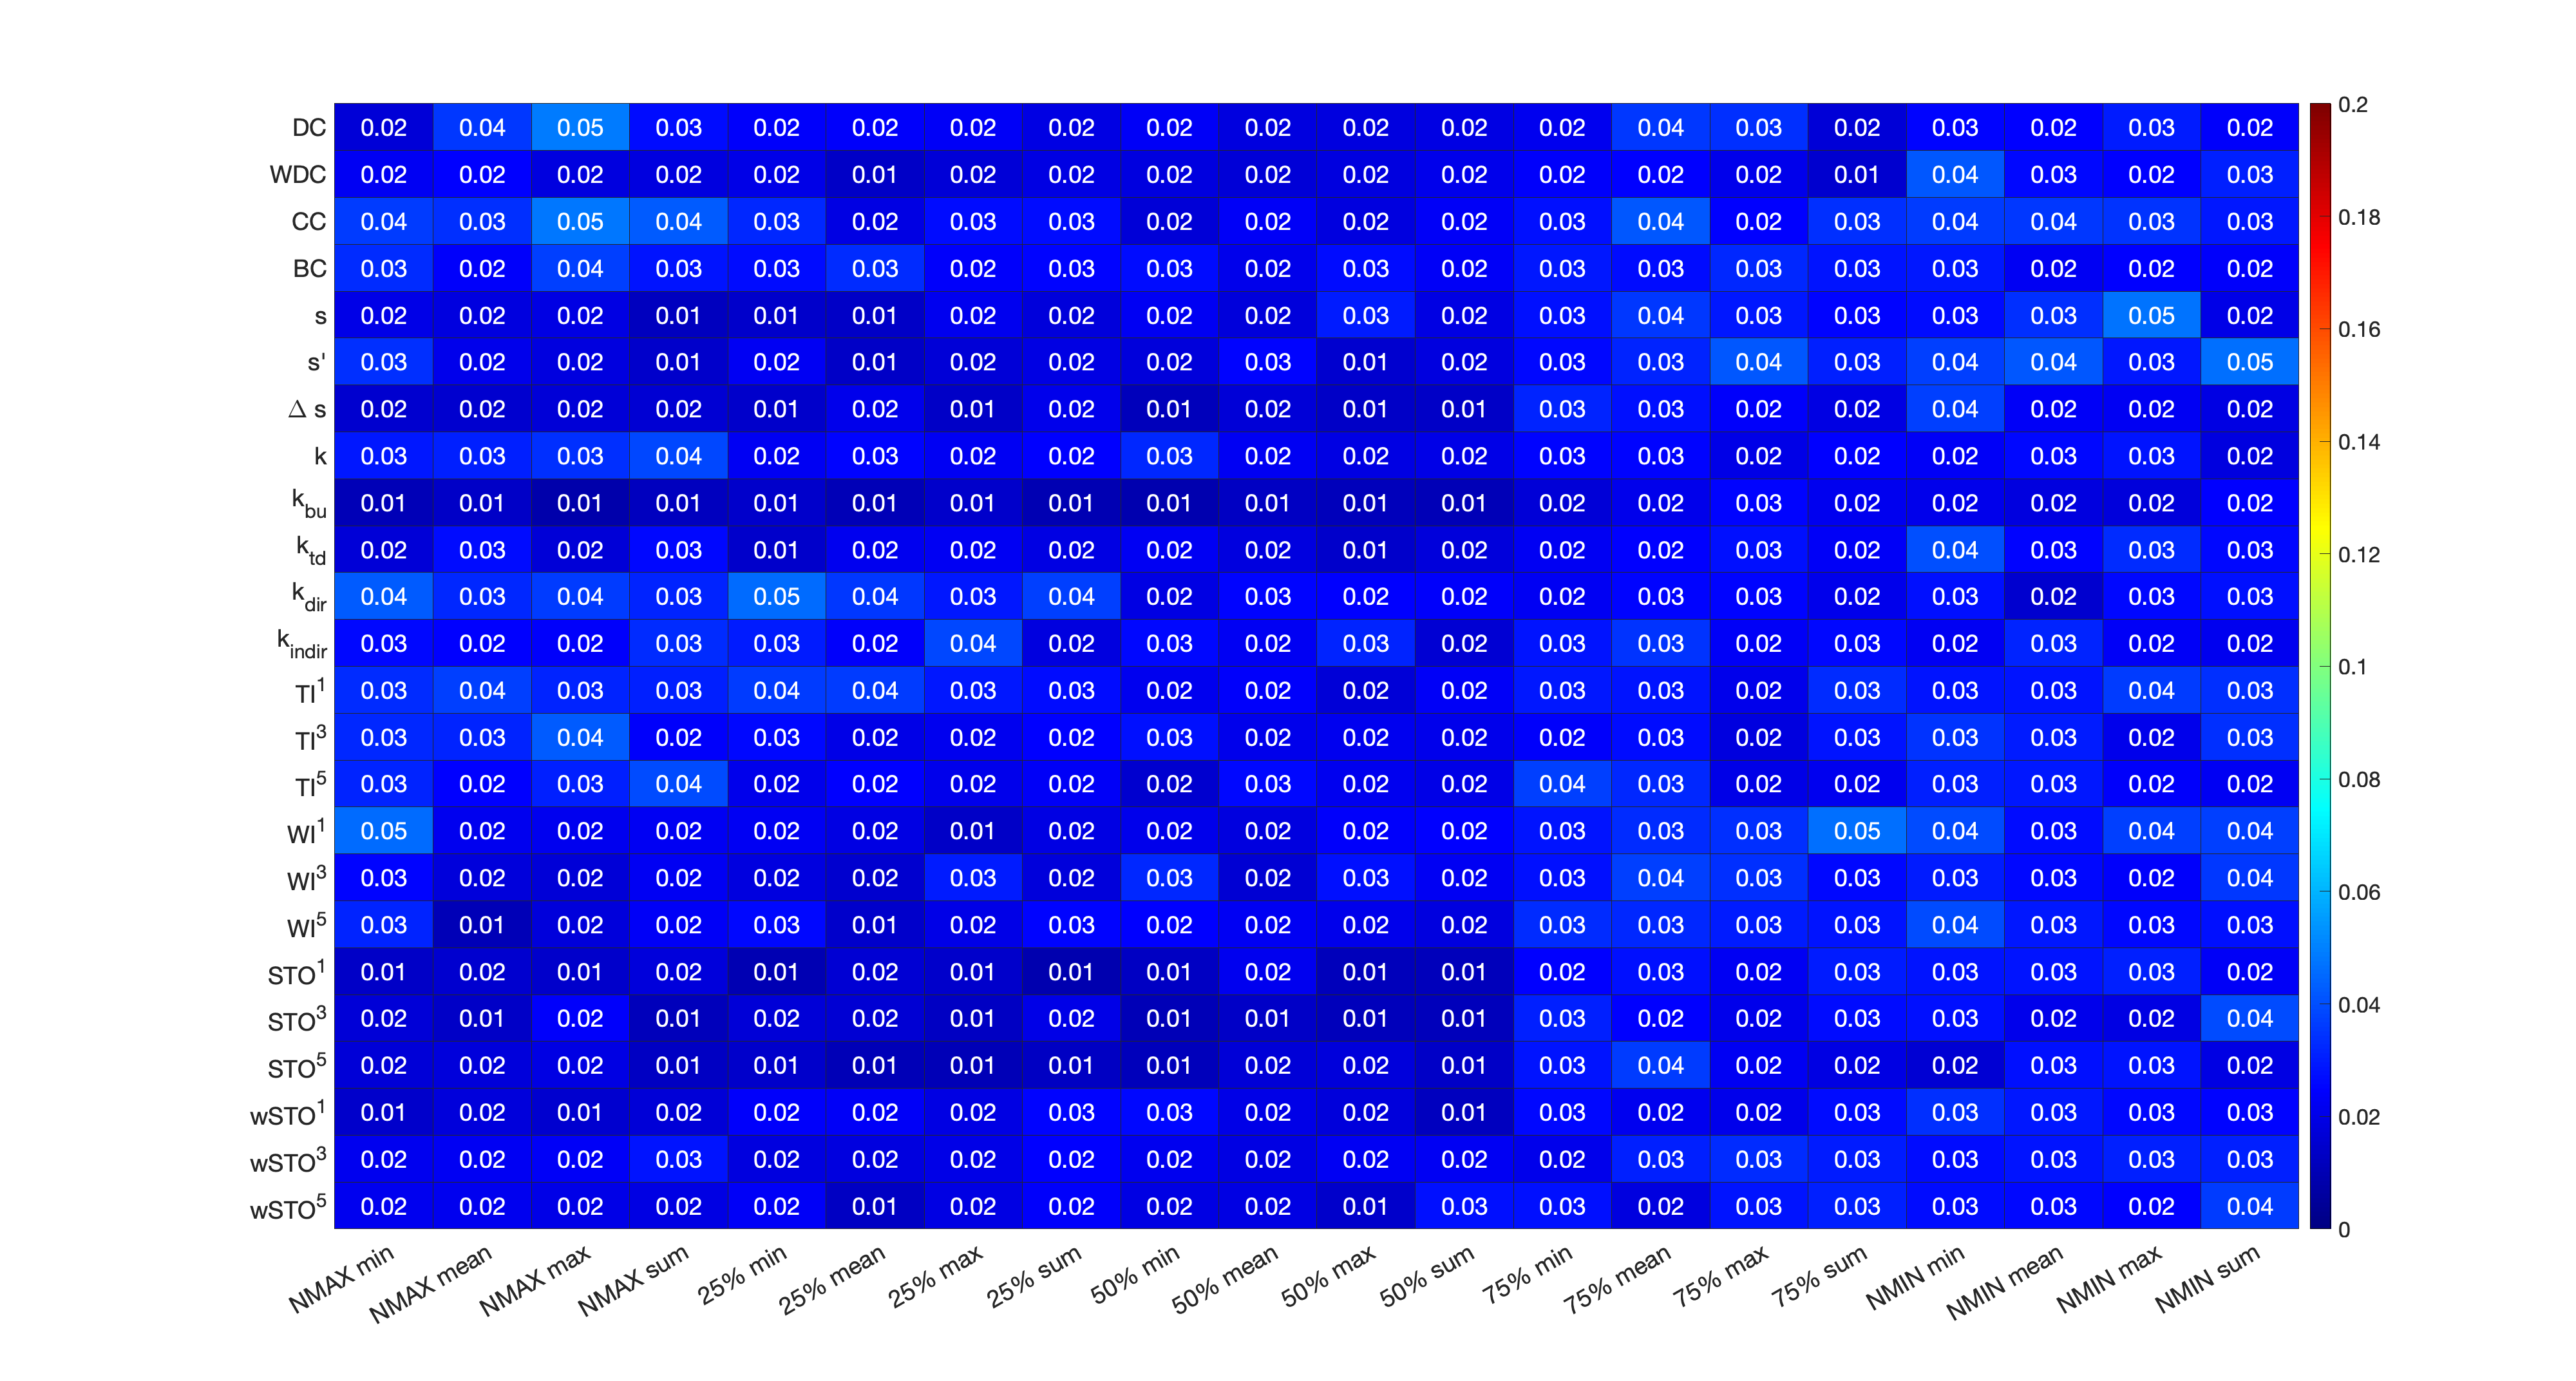 DC 0.02 0.04 0.05 0.03 0.02 0.02 0.02 0.02 0.02 0.02 0.02 0.02 0.02 0.04 0.03 0.02 0.03 0.02 0.03 0.02
WDC 0.02 0.02 0.02 0.02 0.02 0.01 0.02 0.02 0.02 0.02 0.02 0.02 0.02 0.02 0.02 0.01 0.04 0.03 0.02 0.03
CC 0.04 0.03 0.05 0.04 0.03 0.02 0.03 0.03 0.02 0.02 0.02 0.02 0.03 0.04 0.02 0.03 0.04 0.04 0.03 0.03
BC 0.03 0.02 0.04 0.03 0.03 0.03 0.02 0.03 0.03 0.02 0.03 0.02 0.03 0.03 0.03 0.03 0.03 0.02 0.02 0.02
s 0.02 0.02 0.02 0.01 0.01 0.01 0.02 0.02 0.02 0.02 0.03 0.02 0.03 0.04 0.03 0.03 0.03 0.03 0.05 0.02
s' 0.03 0.02 0.02 0.01 0.02 0.01 0.02 0.02 0.02 0.03 0.01 0.02 0.03 0.03 0.04 0.03 0.04 0.04 0.03 0.05
Δ s 0.02 0.02 0.02 0.02 0.01 0.02 0.01 0.02 0.01 0.02 0.01 0.01 0.03 0.03 0.02 0.02 0.04 0.02 0.02 0.02
k 0.03 0.03 0.03 0.04 0.02 0.03 0.02 0.02 0.03 0.02 0.02 0.02 0.03 0.03 0.02 0.02 0.02 0.03 0.03 0.02
k_bu 0.01 0.01 0.01 0.01 0.01 0.01 0.01 0.01 0.01 0.01 0.01 0.01 0.02 0.02 0.03 0.02 0.02 0.02 0.02 0.02
k_td 0.02 0.03 0.02 0.03 0.01 0.02 0.02 0.02 0.02 0.02 0.01 0.02 0.02 0.02 0.03 0.02 0.04 0.03 0.03 0.03
k_dir 0.04 0.03 0.04 0.03 0.05 0.04 0.03 0.04 0.02 0.03 0.02 0.02 0.02 0.03 0.03 0.02 0.03 0.02 0.03 0.03
k_indir 0.03 0.02 0.02 0.03 0.03 0.02 0.04 0.02 0.03 0.02 0.03 0.02 0.03 0.03 0.02 0.03 0.02 0.03 0.02 0.02
TI^1 0.03 0.04 0.03 0.03 0.04 0.04 0.03 0.03 0.02 0.02 0.02 0.02 0.03 0.03 0.02 0.03 0.03 0.03 0.04 0.03
TI^3 0.03 0.03 0.04 0.02 0.03 0.02 0.02 0.02 0.03 0.02 0.02 0.02 0.02 0.03 0.02 0.03 0.03 0.03 0.02 0.03
TI^5 0.03 0.02 0.03 0.04 0.02 0.02 0.02 0.02 0.02 0.03 0.02 0.02 0.04 0.03 0.02 0.02 0.03 0.03 0.02 0.02
WI^1 0.05 0.02 0.02 0.02 0.02 0.02 0.01 0.02 0.02 0.02 0.02 0.02 0.03 0.03 0.03 0.05 0.04 0.03 0.04 0.04
WI^3 0.03 0.02 0.02 0.02 0.02 0.02 0.03 0.02 0.03 0.02 0.03 0.02 0.03 0.04 0.03 0.03 0.03 0.03 0.02 0.04
WI^5 0.03 0.01 0.02 0.02 0.03 0.01 0.02 0.03 0.02 0.02 0.02 0.02 0.03 0.03 0.03 0.03 0.04 0.03 0.03 0.03
STO^1 0.01 0.02 0.01 0.02 0.01 0.02 0.01 0.01 0.01 0.02 0.01 0.01 0.02 0.03 0.02 0.03 0.03 0.03 0.03 0.02
STO^3 0.02 0.01 0.02 0.01 0.02 0.02 0.01 0.02 0.01 0.01 0.01 0.01 0.03 0.02 0.02 0.03 0.03 0.02 0.02 0.04
STO^5 0.02 0.02 0.02 0.01 0.01 0.01 0.01 0.01 0.01 0.02 0.02 0.01 0.03 0.04 0.02 0.02 0.02 0.03 0.03 0.02
wSTO^1 0.01 0.02 0.01 0.02 0.02 0.02 0.02 0.03 0.03 0.02 0.02 0.01 0.03 0.02 0.02 0.03 0.03 0.03 0.03 0.03
wSTO^3 0.02 0.02 0.02 0.03 0.02 0.02 0.02 0.02 0.02 0.02 0.02 0.02 0.02 0.03 0.03 0.03 0.03 0.03 0.03 0.03
wSTO^5 0.02 0.02 0.02 0.02 0.02 0.01 0.02 0.02 0.02 0.02 0.01 0.03 0.03 0.02 0.03 0.03 0.03 0.03 0.02 0.04
NMAX min NMAX mean NMAX max NMAX sum 25% min 25% mean 25% max 25% sum 50% min 50% mean 50% max 50% sum 75% min 75% mean 75% max 75% sum NMIN min NMIN mean NMIN max NMIN sum
0.2
0.18
0.16
0.14
0.12
0.1
0.08
0.06
0.04
0.02
0